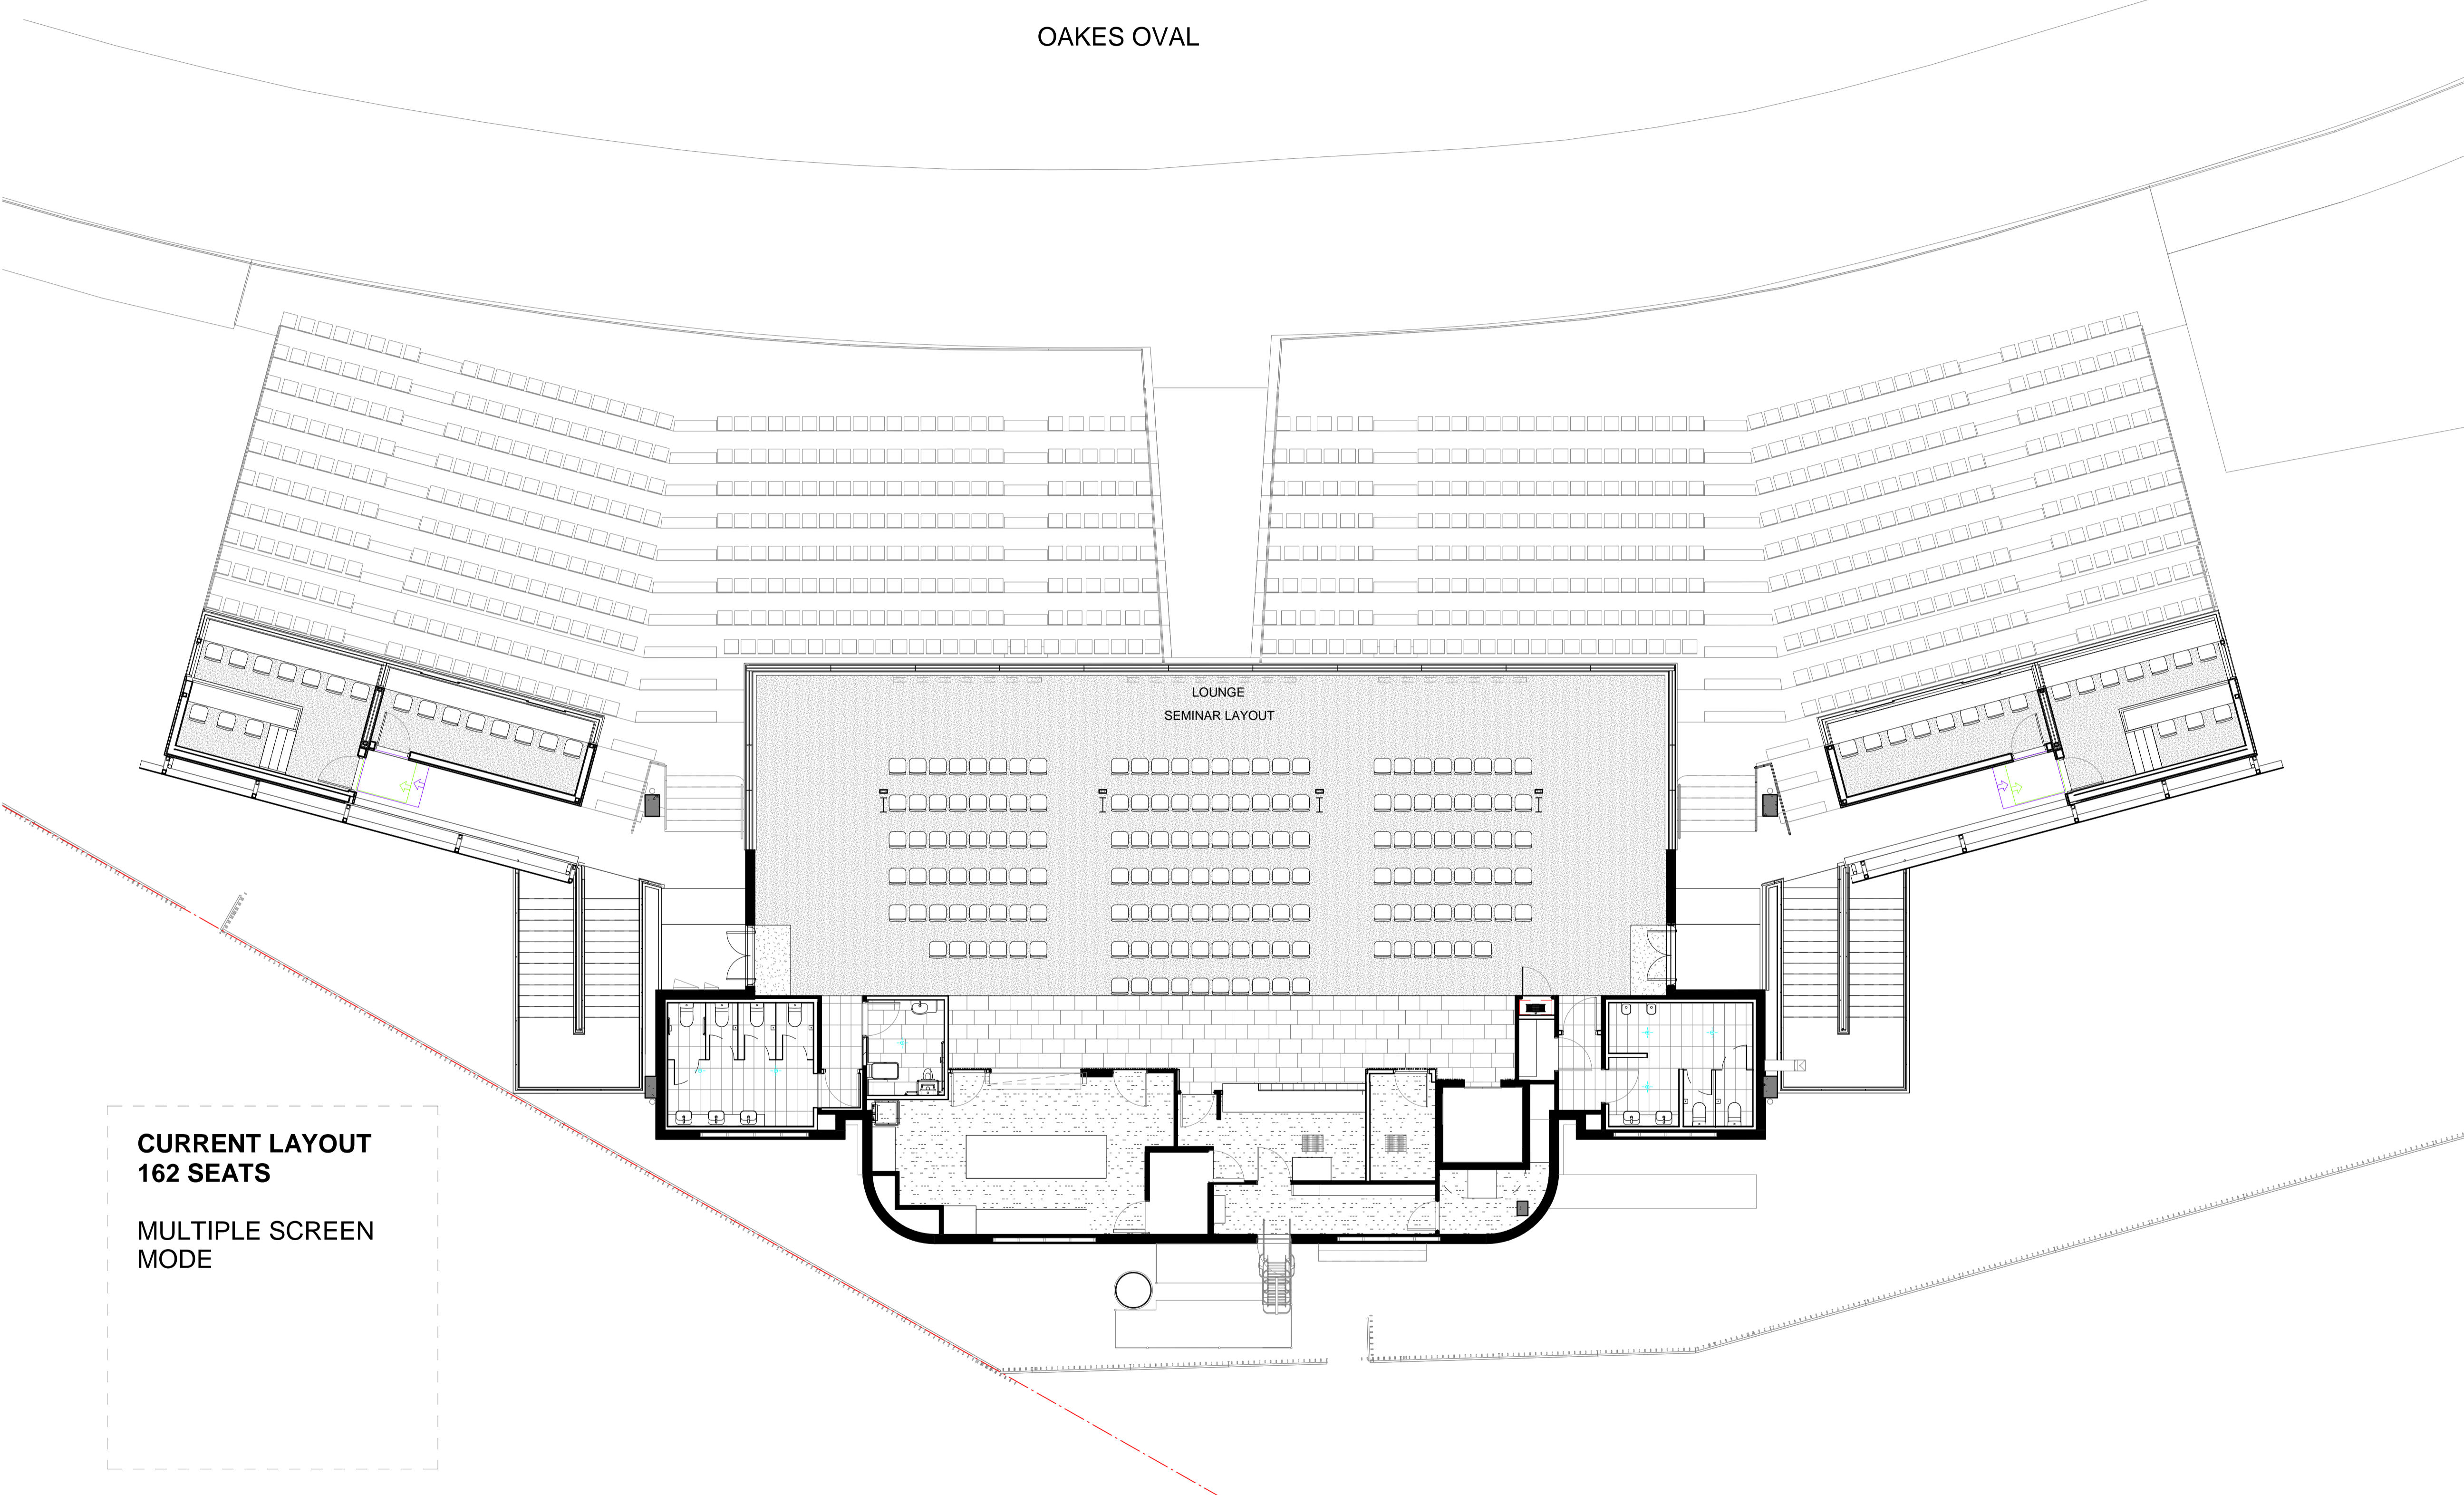 OAKES OVAL
LOUNGE
SEMINAR LAYOUT
CURRENT LAYOUT
162 SEATS
MULTIPLE SCREEN
MODE